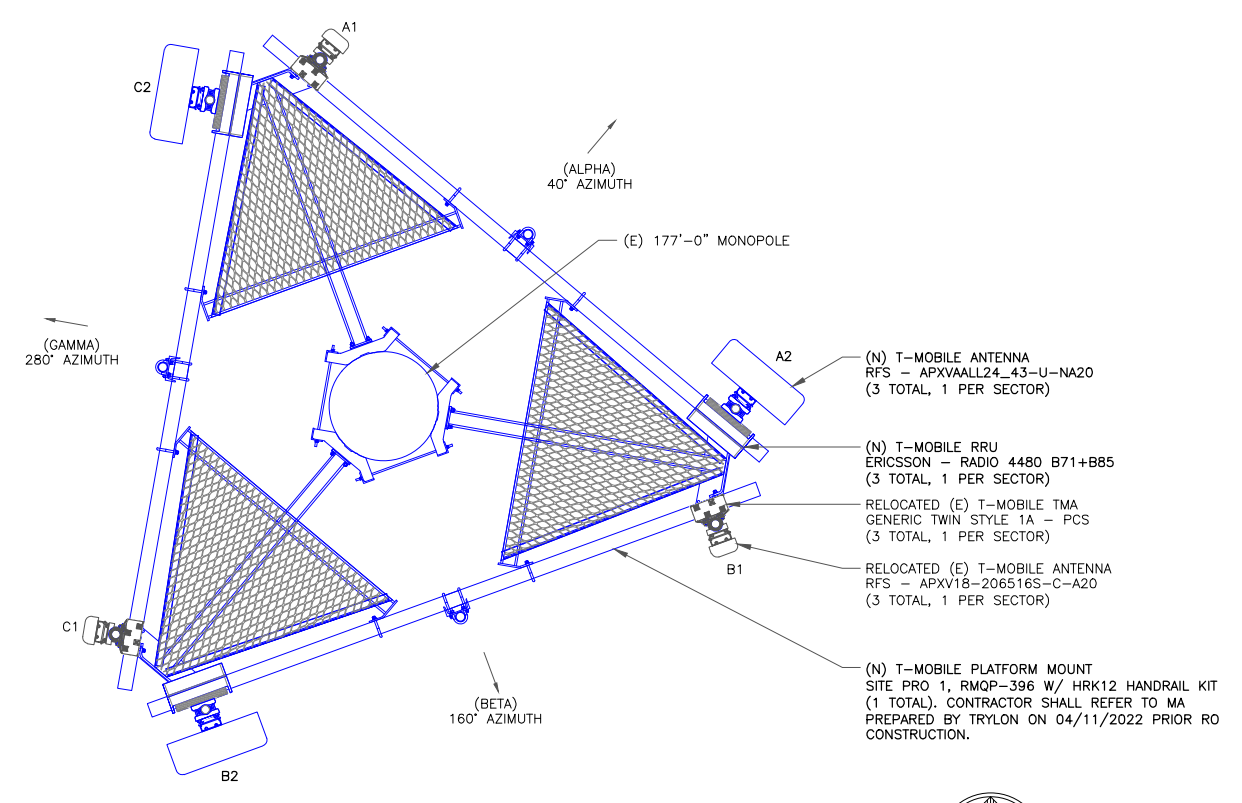 A1
C2
(ALPHA)
40° AZIMUTH
(E) 177'-0" MONOPOLE
(GAMMA)
280° AZIMUTH
A2
(N) T-MOBILE ANTENNA
RFS - APXVAALL24_43-U-NA20
(3 TOTAL, 1 PER SECTOR)
(N) T-MOBILE RRU
ERICSSON - RADIO 4480 B71+B85
(3 TOTAL, 1 PER SECTOR)
RELOCATED (E) T-MOBILE TMA
GENERIC TWIN STYLE 1A - PCS
(3 TOTAL, 1 PER SECTOR)
B1
RELOCATED (E) T-MOBILE ANTENNA
RFS - APXV18-206516S-C-A20
(3 TOTAL, 1 PER SECTOR)
C1
(N) T-MOBILE PLATFORM MOUNT
SITE PRO 1, RMQP-396 W/ HRK12 HANDRAIL KIT
(1 TOTAL). CONTRACTOR SHALL REFER TO MA
PREPARED BY TRYLON ON 04/11/2022 PRIOR RO
CONSTRUCTION.
(BETA)
160° AZIMUTH
B2